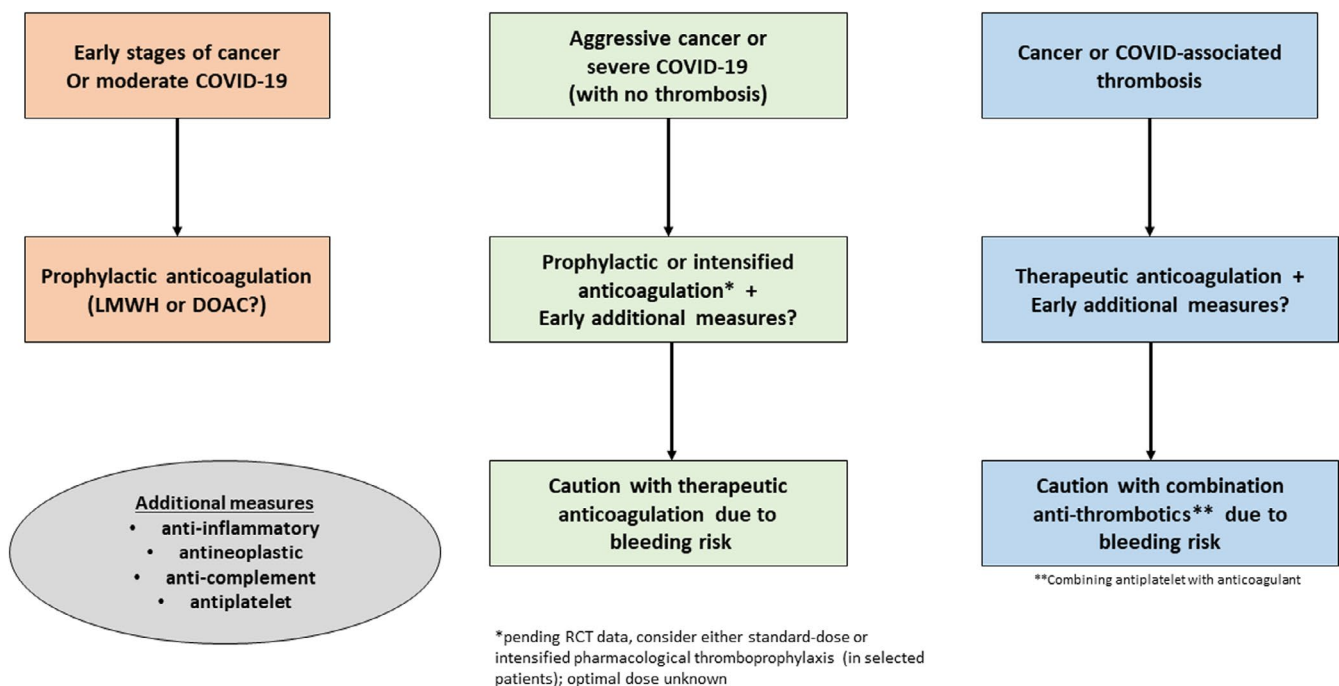 Early stages of cancer
Or moderate COVID-19
Aggressive cancer or
severe COVID-19
(with no thrombosis)
Cancer or COVID-associated
thrombosis
Prophylactic anticoagulation
(LMWH or DOAC?)
Prophylactic or intensified
anticoagulation* +
Early additional measures?
Therapeutic anticoagulation +
Early additional measures?
Additional measures
• anti-inflammatory
• antineoplastic
• anti-complement
• antiplatelet
Caution with therapeutic
anticoagulation due to
bleeding risk
Caution with combination
anti-thrombotics** due to
bleeding risk
**Combining antiplatelet with anticoagulant
*pending RCT data, consider either standard-dose or
intensified pharmacological thromboprophylaxis (in selected
patients); optimal dose unknown